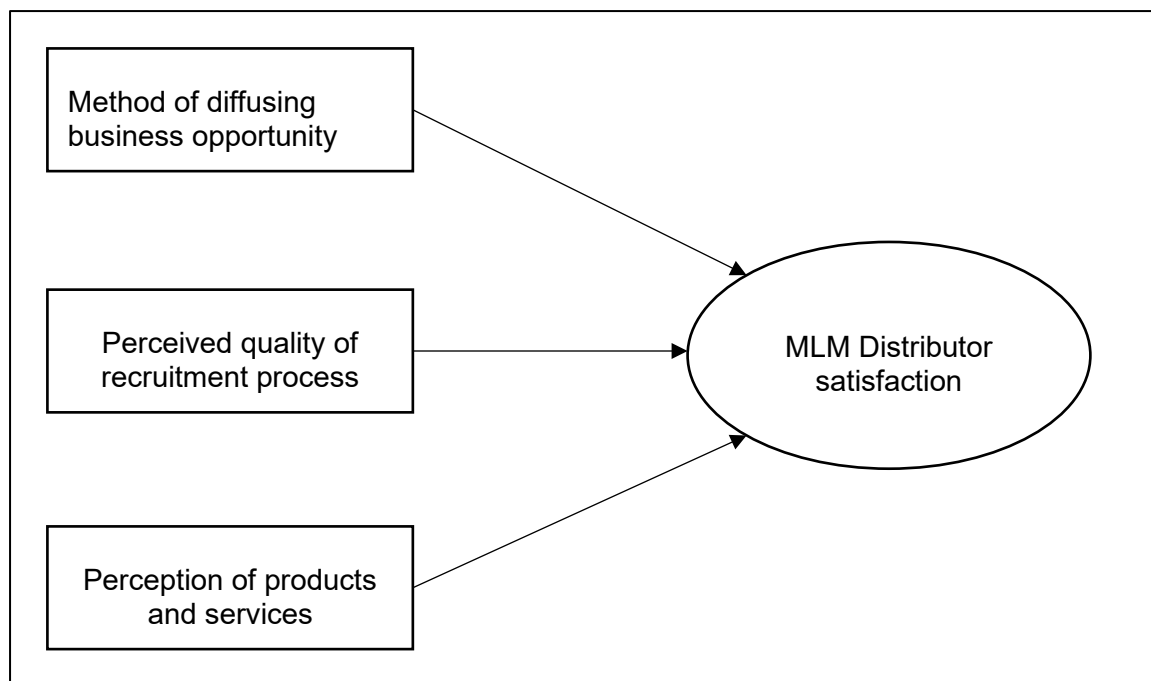 Method of diffusing
business opportunity
Perceived quality of
recruitment process
MLM Distributor
satisfaction
Perception of products
and services